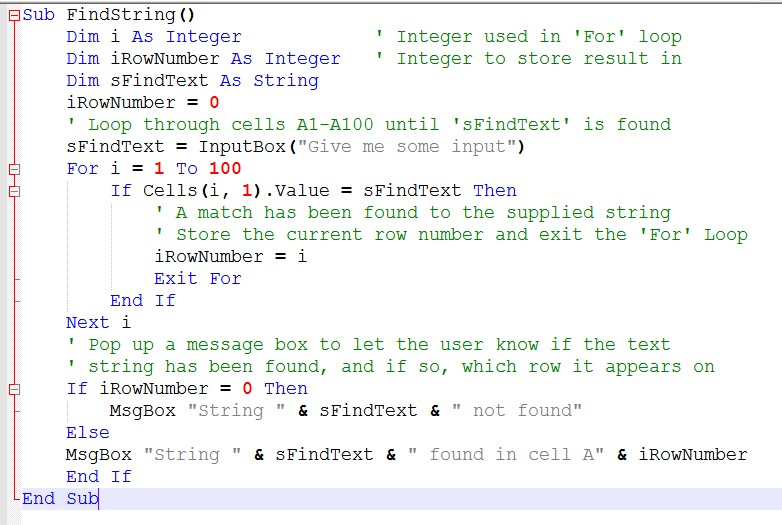 Sub FindString()
    Dim i As Integer            ' Integer used in 'For' loop
    Dim iRowNumber As Integer   ' Integer to store result in
    Dim sFindText As String
    iRowNumber = 0
    ' Loop through cells A1-A100 until 'sFindText' is found
    sFindText = InputBox("Give me some input")
    For i = 1 To 100
        If Cells(i, 1).Value = sFindText Then
            ' A match has been found to the supplied string
            ' Store the current row number and exit the 'For' Loop
            iRowNumber = i
            Exit For
        End If
    Next i
    ' Pop up a message box to let the user know if the text
    ' string has been found, and if so, which row it appears on
    If iRowNumber = 0 Then
        MsgBox "String " & sFindText & " not found"
    Else
    MsgBox "String " & sFindText & " found in cell A" & iRowNumber
    End If
End Sub